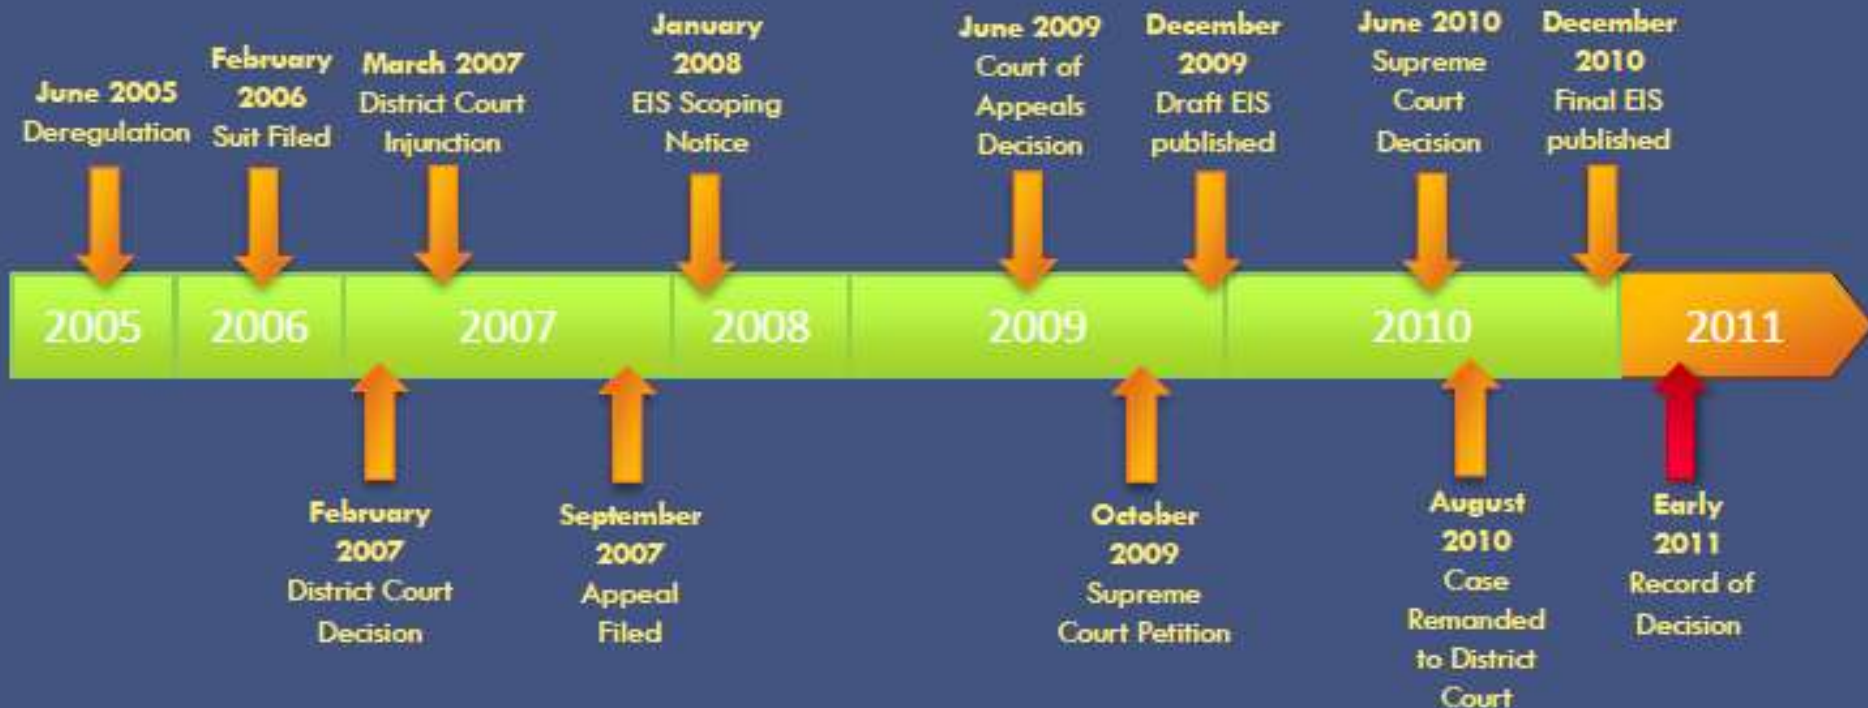 June 2005
Deregulation
February
2006
Suit Filed
March 2007
District Court
Injunction
January
2008
EIS Scoping
Notice
June 2009
Court of
Appeals
Decision
December
2009
Draft EIS
published
June 2010
Supreme
Court
Decision
December
2010
Final EIS
published
2005
2006
2007
2008
2009
2010
2011
February
2007
District Court
Decision
September
2007
Appeal
Filed
October
2009
Supreme
Court Petition
August
2010
Case
Remanded
to District
Court
Early
2011
Record of
Decision